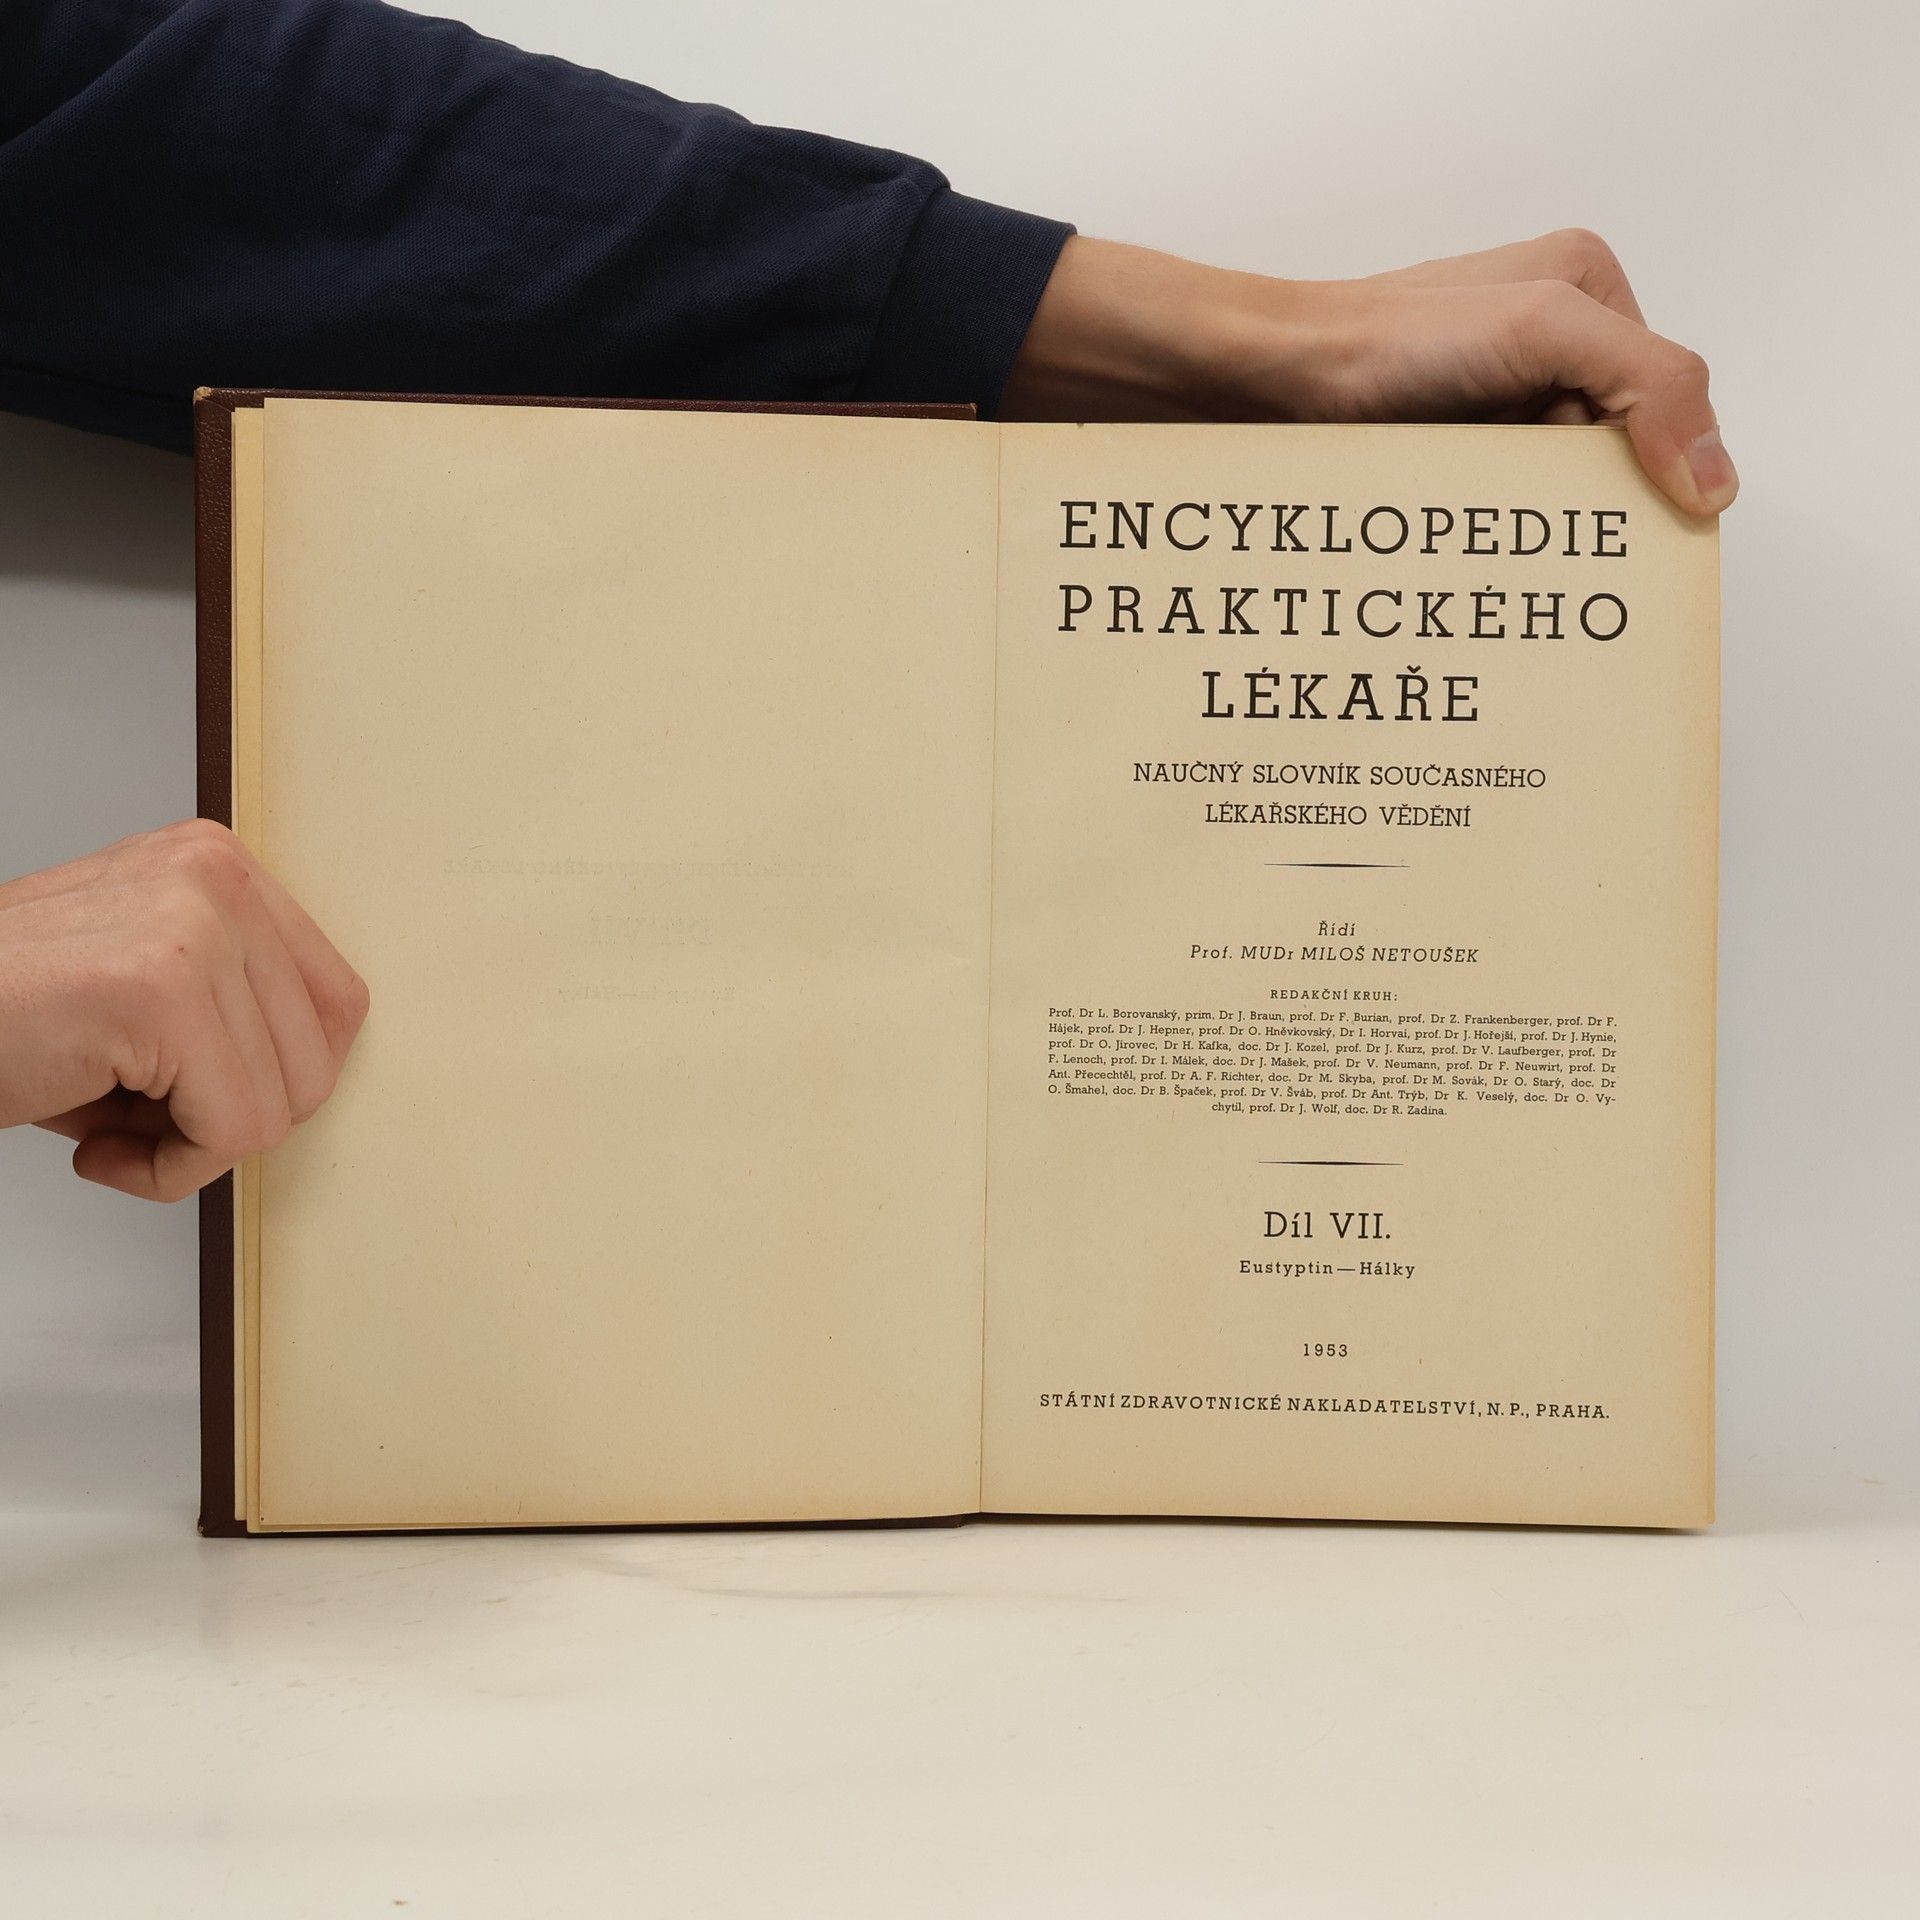 ENCYKLOPEDIE
PRAKTICKÉHO
LÉKAŘE
NAUČNÝ SLOVNÍK SOUČASNÉHO
LÉKAŘSKÉHO VĚDĚNÍ
Řídí
Prof. MUDr MILOŠ NETOUŠEK
REDAKČNÍ KRUH:
Prof. Dr L. Borovanský, prim. Dr J. Braun, prof. Dr F. Burian, prof. Dr Z. Frankenberger, prof. Dr F.
Hájek, prof. Dr J. Hepner, prof. Dr O. Hněvkovský, Dr I. Horvai, prof. Dr J. Hořejší, prof. Dr J. Hynie,
prof. Dr O. Jírovec, Dr H. Kafka, doc. Dr J. Kozel, prof. Dr J. Kurz, prof. Dr V. Laufberger, prof. Dr
F. Lenoch, prof. Dr I. Málek, doc. Dr J. Mašek, prof. Dr V. Neumann, prof. Dr F. Neuwirt, prof. Dr
Ant. Přecechtěl, prof. Dr A. F. Richter, doc. Dr M. Skyba, prof. Dr M. Sovák, Dr O. Starý, doc. Dr
O. Šmahel, doc. Dr B. Špaček, prof. Dr V. Šváb, prof. Dr Ant. Trýb, Dr K. Veselý, doc. Dr O. Vy-
chytil, prof. Dr J. Wolf, doc. Dr R. Zadina.
Díl VII.
Eustyptin—Hálky
1953
STÁTNÍ ZDRAVOTNICKÉ NAKLADATELSTVÍ, N. P., PRAHA.